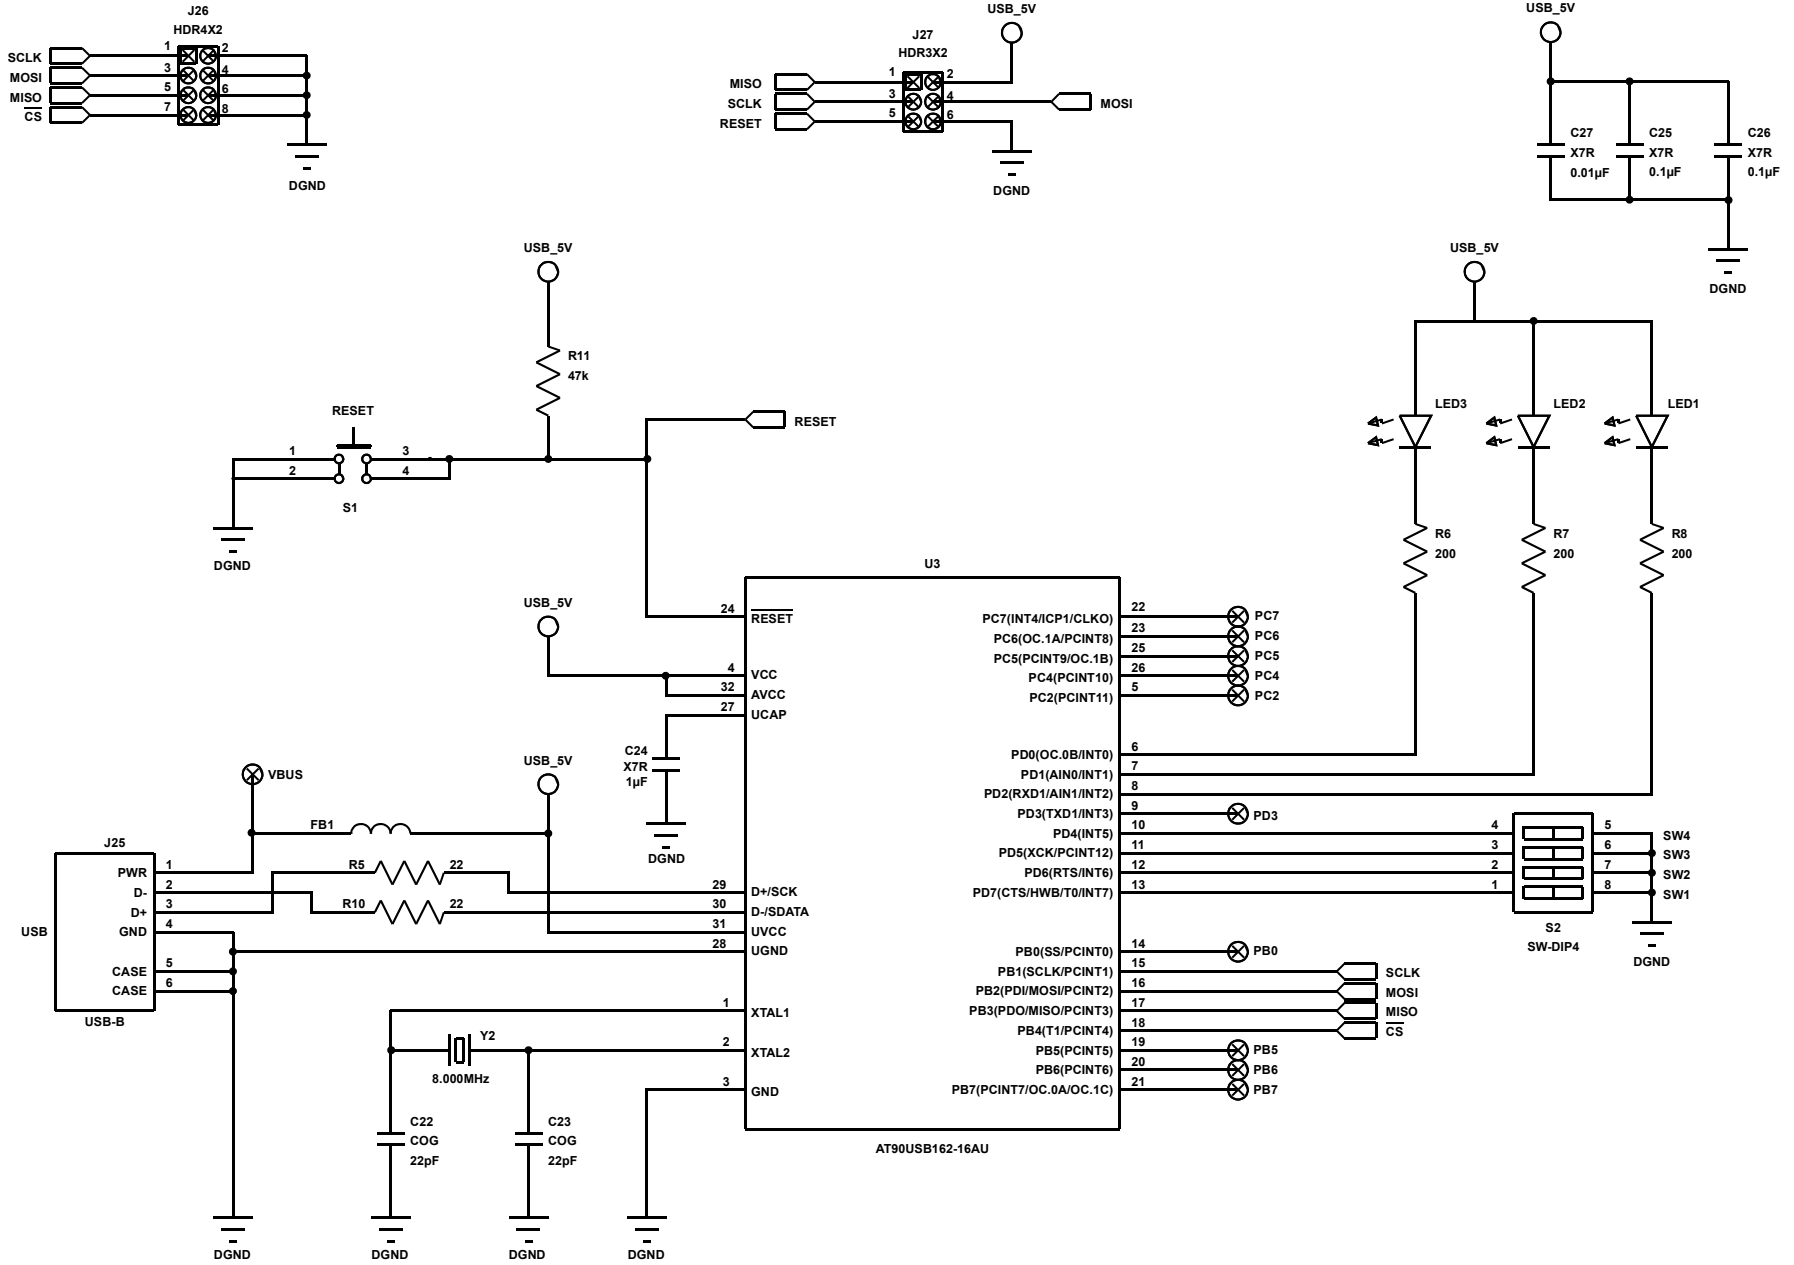 J26
HDR4X2
SCLK 1 2
MOSI 3 4
MISO 5 6
CS 7 8
DGND
USB_5V
J27
HDR3X2
MISO 1 2
SCLK 3 4 MOSI
RESET 5 6
DGND
USB_5V
C27
X7R
0.01µF
C25
X7R
0.1µF
C26
X7R
0.1µF
DGND
USB_5V
R11
47k
RESET
1 3
2 4
S1
DGND
RESET
USB_5V
LED3
LED2
LED1
R6
200
R7
200
R8
200
U3
USB_5V
24 RESET
4 VCC
32 AVCC
27 UCAP
C24
X7R
1µF
DGND
VBUS
USB_5V
FB1
J25
PWR 1
D- 2
D+ 3
GND 4
CASE 5
CASE 6
USB
USB-B
R5 22
R10 22
29 D+/SCK
30 D-/SDATA
31 UVCC
28 UGND
1 XTAL1
2 XTAL2
3 GND
Y2
8.000MHz
C22
COG
22pF
C23
COG
22pF
DGND
DGND
DGND
DGND
PC7(INT4/ICP1/CLKO) 22 PC7
PC6(OC.1A/PCINT8) 23 PC6
PC5(PCINT9/OC.1B) 25 PC5
PC4(PCINT10) 26 PC4
PC2(PCINT11) 5 PC2
PD0(OC.0B/INT0) 6
PD1(AIN0/INT1) 7
PD2(RXD1/AIN1/INT2) 8
PD3(TXD1/INT3) 9 PD3
PD4(INT5) 10 4 5 SW4
PD5(XCK/PCINT12) 11 3 6 SW3
PD6(RTS/INT6) 12 2 7 SW2
PD7(CTS/HWB/T0/INT7) 13 1 8 SW1
S2
SW-DIP4
DGND
PB0(SS/PCINT0) 14 PB0
PB1(SCLK/PCINT1) 15 SCLK
PB2(PDI/MOSI/PCINT2) 16 MOSI
PB3(PDO/MISO/PCINT3) 17 MISO
PB4(T1/PCINT4) 18 CS
PB5(PCINT5) 19 PB5
PB6(PCINT6) 20 PB6
PB7(PCINT7/OC.0A/OC.1C) 21 PB7
AT90USB162-16AU